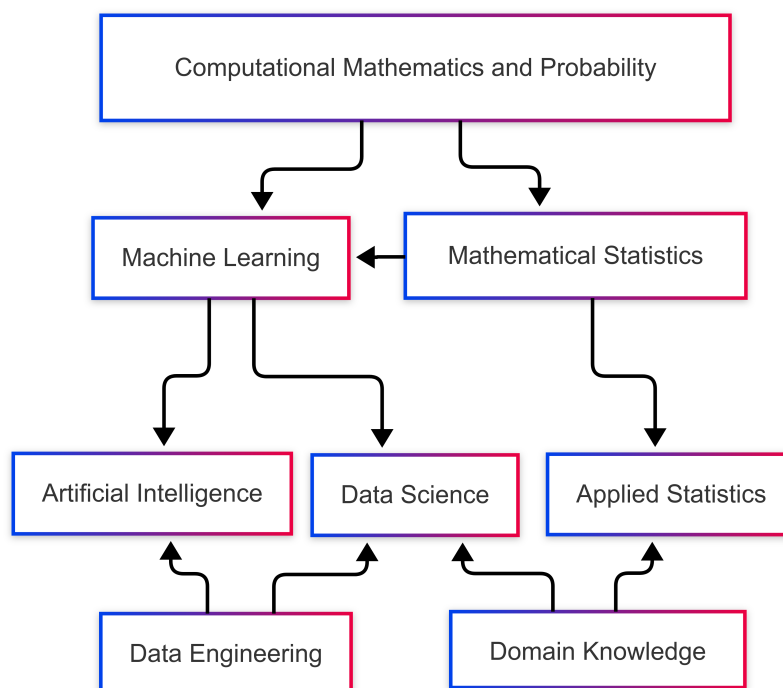 Computational Mathematics and Probability
Machine Learning
Mathematical Statistics
Artificial Intelligence
Data Science
Applied Statistics
Data Engineering
Domain Knowledge